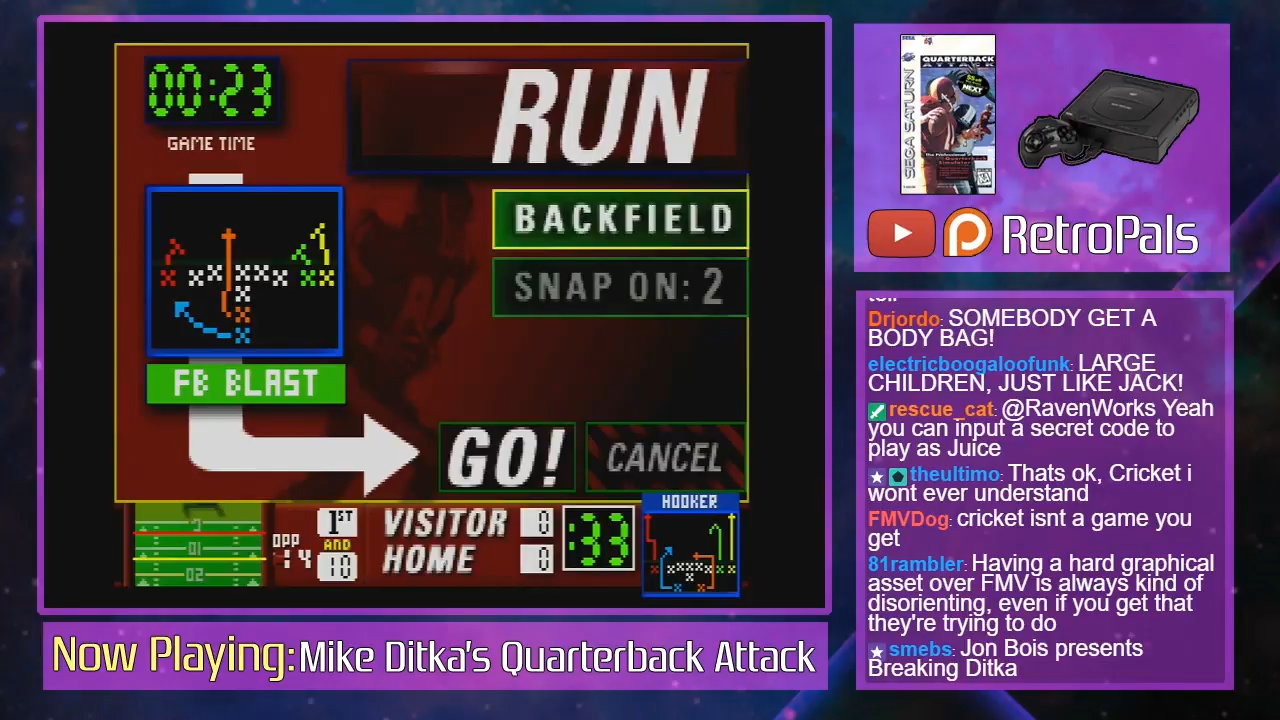 00:23
GAME TIME
RUN
BACKFIELD
SNAP ON: 2
FB BLAST
GO!
CANCEL
HOOKER
OPP
14
1ST
AND
10
VISITOR 0
HOME 0
:33
SEGA SATURN
QUARTERBACK
ATTACK
RetroPals
Drjordo: SOMEBODY GET A
BODY BAG!
electricboogaloofunk: LARGE
CHILDREN, JUST LIKE JACK!
rescue_cat: @RavenWorks Yeah
you can input a secret code to
play as Juice
theultimo: Thats ok, Cricket i
wont ever understand
FMVDog: cricket isnt a game you
get
81rambler: Having a hard graphical
asset over FMV is always kind of
disorienting, even if you get that
they're trying to do
smebs: Jon Bois presents
Breaking Ditka
Now Playing: Mike Ditka's Quarterback Attack